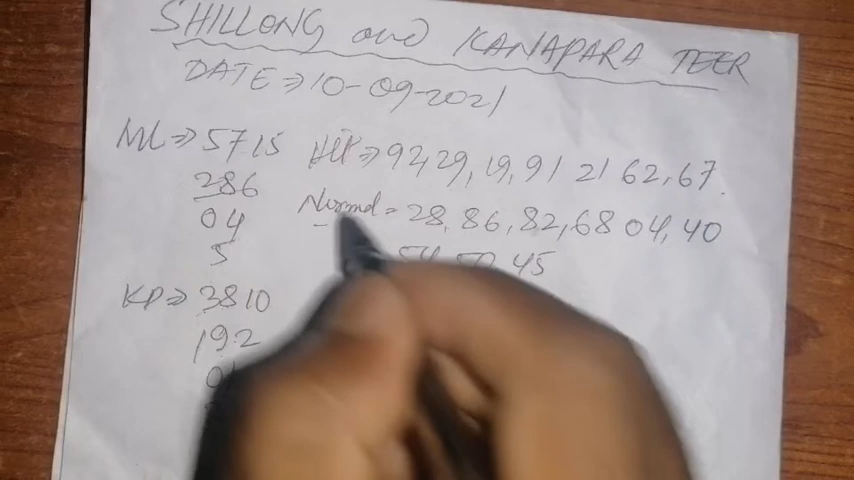 SHILLONG and KANAPARA TEER
DATE ⇒ 10-09-2021
ML ⇒ 5715
286
04
5
Hit ⇒ 92,29,19,91 21 62,67.
Normal = 28,86,82,68 04,40
45
KP ⇒ 3810
192